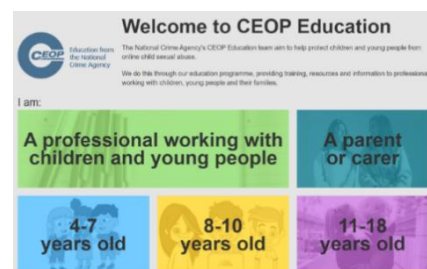 Welcome to CEOP Education
CEOP
Education from
the National
Crime Agency
The National Crime Agency's CEOP Education team aim to help protect children and young people from
online child sexual abuse.
We do this through our education programme, providing training, resources and information to professionals
working with children, young people and their families.
I am:
A professional working with
children and young people
A parent
or carer
4-7
years old
8-10
years old
11-18
years old